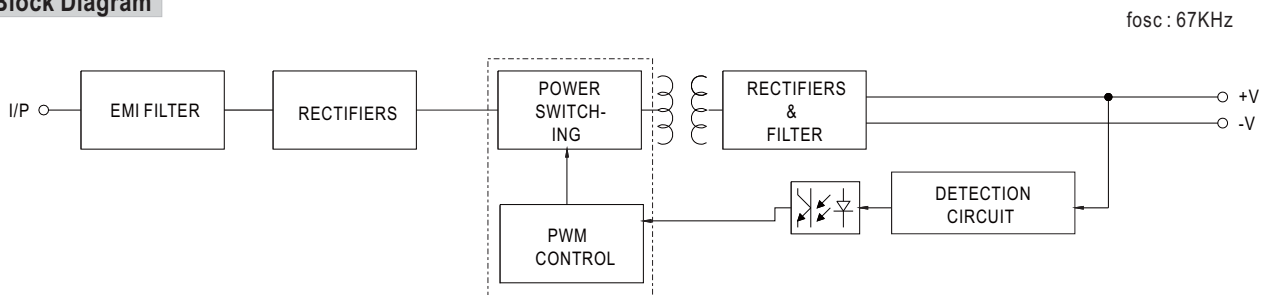 Block Diagram
fosc : 67KHz
I/P
EMI FILTER
RECTIFIERS
POWER
SWITCH-
ING
RECTIFIERS
&
FILTER
+V
-V
DETECTION
CIRCUIT
PWM
CONTROL